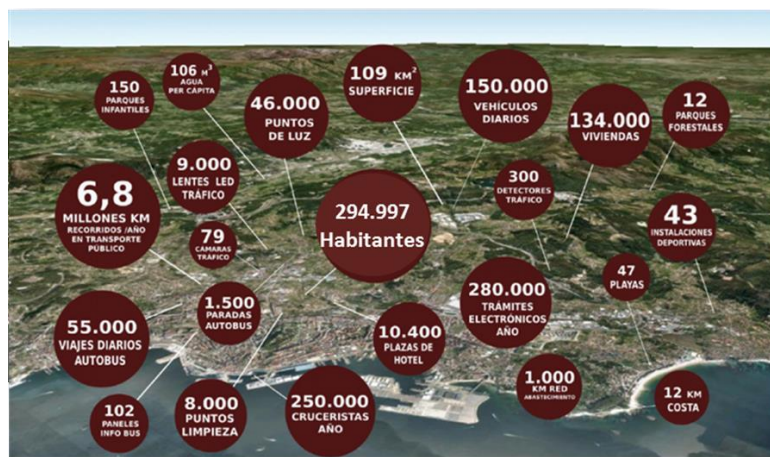 106 M³
AGUA
PER CÁPITA
150
PARQUES
INFANTILES
46.000
PUNTOS
DE LUZ
109 KM²
SUPERFICIE
150.000
VEHÍCULOS
DIARIOS
134.000
VIVIENDAS
12
PARQUES
FORESTALES
9.000
LENTES LED
TRÁFICO
300
DETECTORES
TRÁFICO
6,8
MILLONES KM
RECORRIDOS /AÑO
EN TRANSPORTE
PÚBLICO
79
CÁMARAS
TRÁFICO
294.997
Habitantes
43
INSTALACIONES
DEPORTIVAS
47
PLAYAS
55.000
VIAJES DIARIOS
AUTOBUS
1.500
PARADAS
AUTOBUS
280.000
TRÁMITES
ELECTRÓNICOS
AÑO
10.400
PLAZAS DE
HOTEL
102
PANELES
INFO BUS
8.000
PUNTOS
LIMPIEZA
250.000
CRUCERISTAS
AÑO
1.000
KM RED
ABASTECIMIENTO
12 KM
COSTA